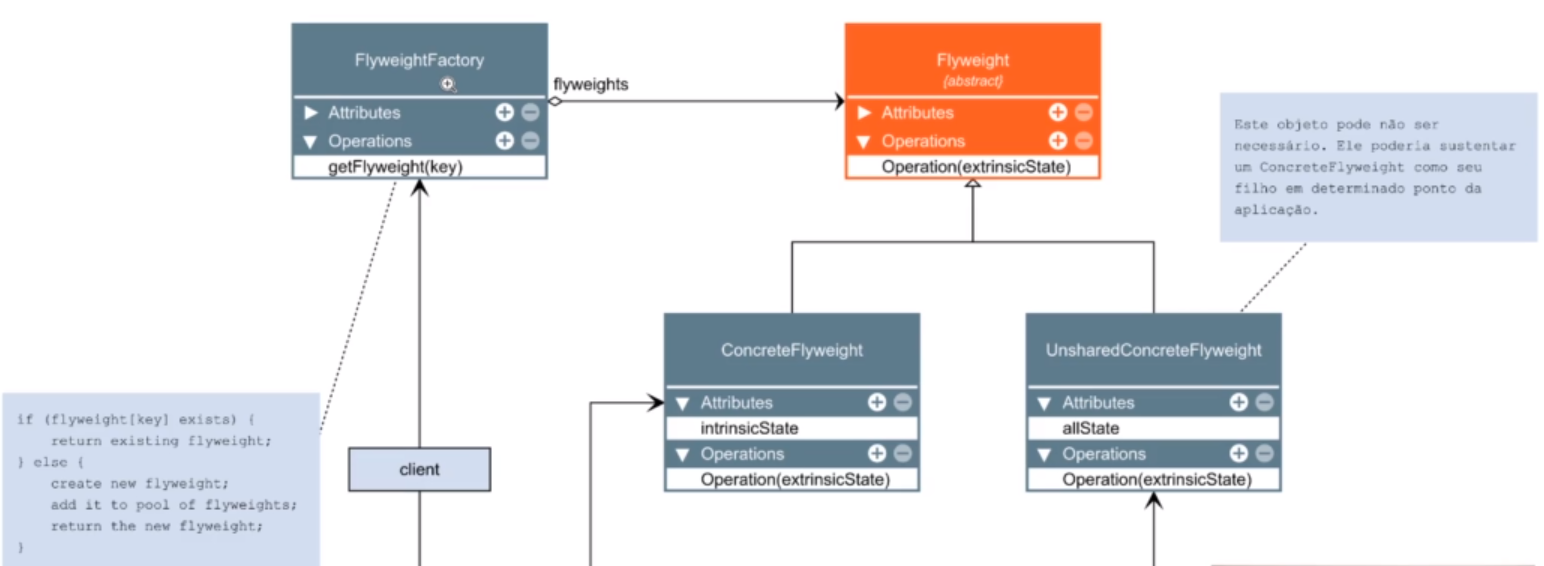 FlyweightFactory
Attributes
Operations
getFlyweight(key)
flyweights
Flyweight
{abstract}
Attributes
Operations
Operation(extrinsicState)
Este objeto pode não ser
necessário. Ele poderia sustentar
um ConcreteFlyweight como seu
filho em determinado ponto da
aplicação.
ConcreteFlyweight
Attributes
intrinsicState
Operations
Operation(extrinsicState)
UnsharedConcreteFlyweight
Attributes
allState
Operations
Operation(extrinsicState)
if (flyweight[key] exists) {
    return existing flyweight;
} else {
    create new flyweight;
    add it to pool of flyweights;
    return the new flyweight;
}
client